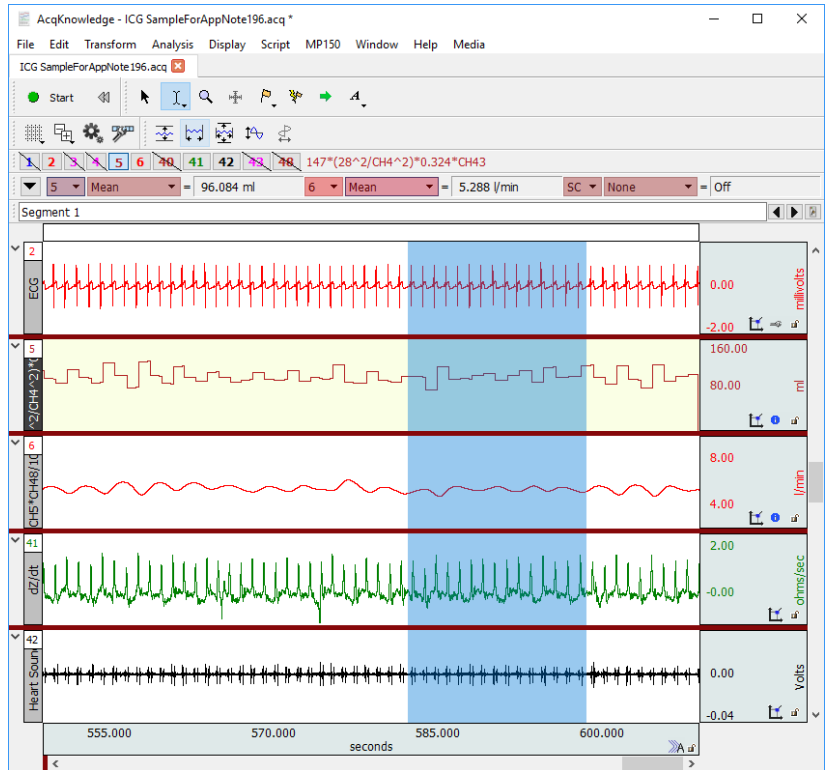 AcqKnowledge - ICG SampleForAppNote196.acq *
File Edit Transform Analysis Display Script MP150 Window Help Media
ICG SampleForAppNote196.acq
Start
1 2 3 4 5 6 40 41 42 43 48 147*(28^2/CH4^2)*0.324*CH43
5 Mean = 96.084 ml 6 Mean = 5.288 l/min SC None = Off
Segment 1
2
ECG
0.00
-2.00
millivolts
5
^2/CH4^2)*(
160.00
80.00
ml
6
CH5*CH48/10
8.00
4.00
l/min
41
dZ/dt
2.00
-0.00
ohms/sec
42
Heart Soun
0.00
-0.04
Volts
555.000 570.000 585.000 600.000
seconds
A